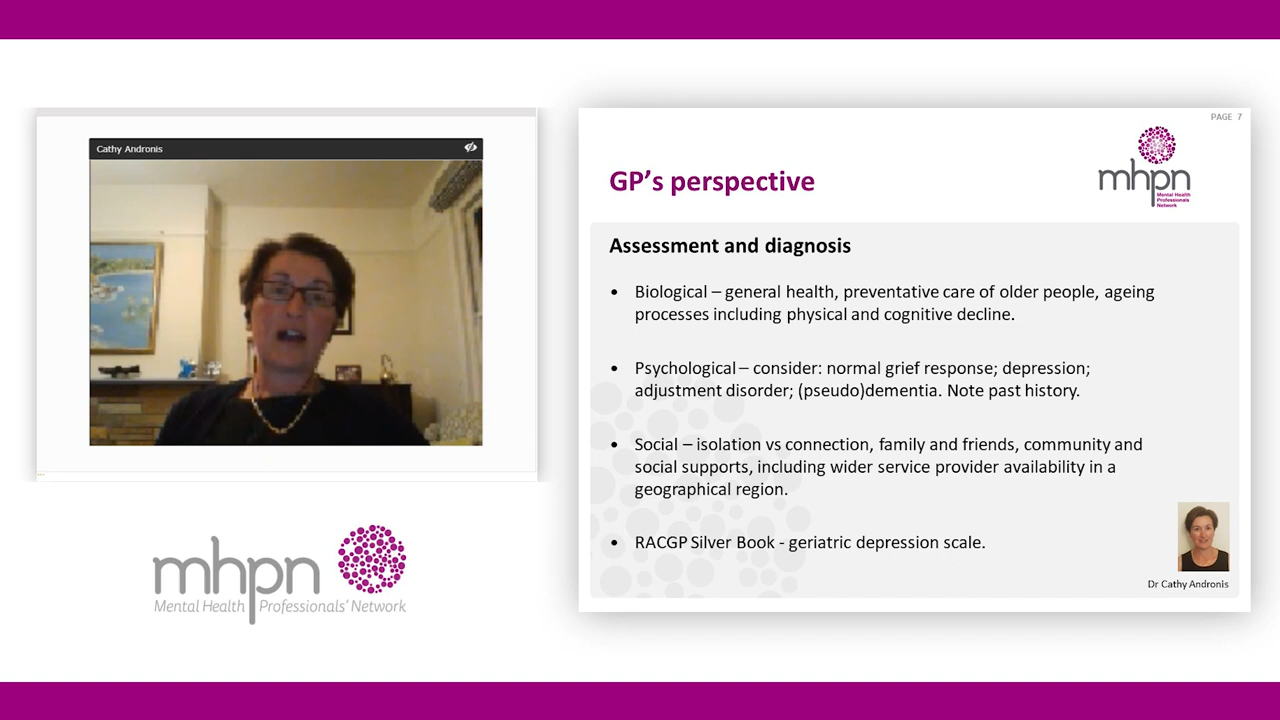 Cathy Andronis
mhpn
Mental Health Professionals' Network
PAGE 7
mhpn
Mental Health
Professionals
Network
GP's perspective
Assessment and diagnosis
• Biological – general health, preventative care of older people, ageing
processes including physical and cognitive decline.
• Psychological – consider: normal grief response; depression;
adjustment disorder; (pseudo)dementia. Note past history.
• Social – isolation vs connection, family and friends, community and
social supports, including wider service provider availability in a
geographical region.
• RACGP Silver Book - geriatric depression scale.
Dr Cathy Andronis